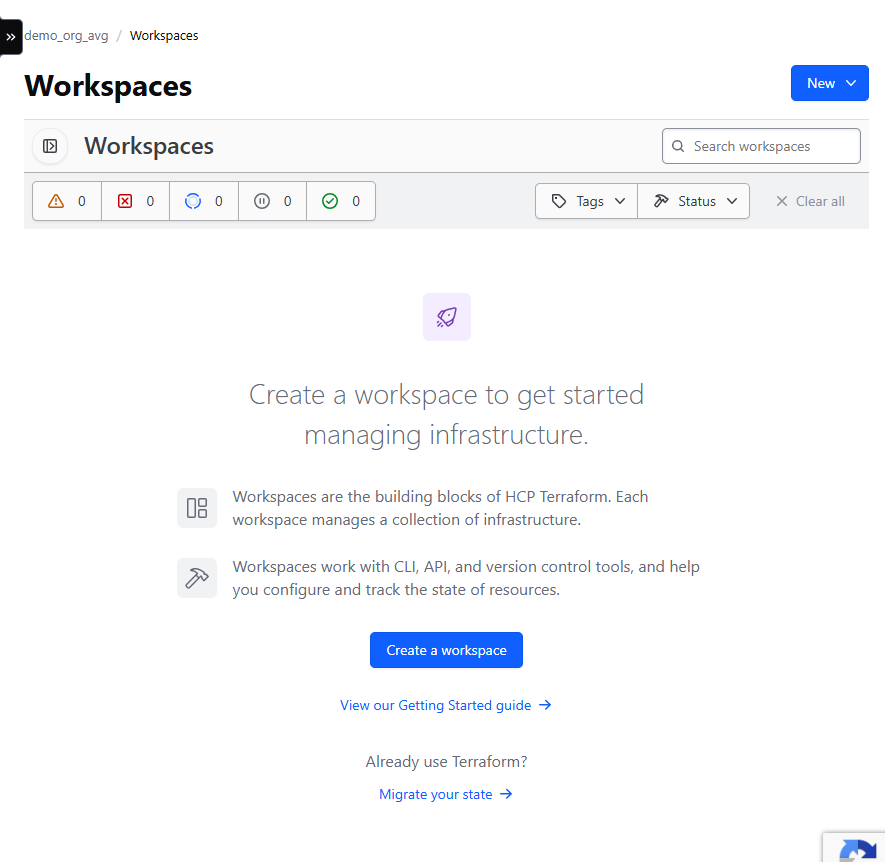 demo_org_avg / Workspaces
Workspaces
New
Workspaces
Search workspaces
0 0 0 0 0 Tags Status Clear all
Create a workspace to get started
managing infrastructure.
Workspaces are the building blocks of HCP Terraform. Each
workspace manages a collection of infrastructure.
Workspaces work with CLI, API, and version control tools, and help
you configure and track the state of resources.
Create a workspace
View our Getting Started guide
Already use Terraform?
Migrate your state